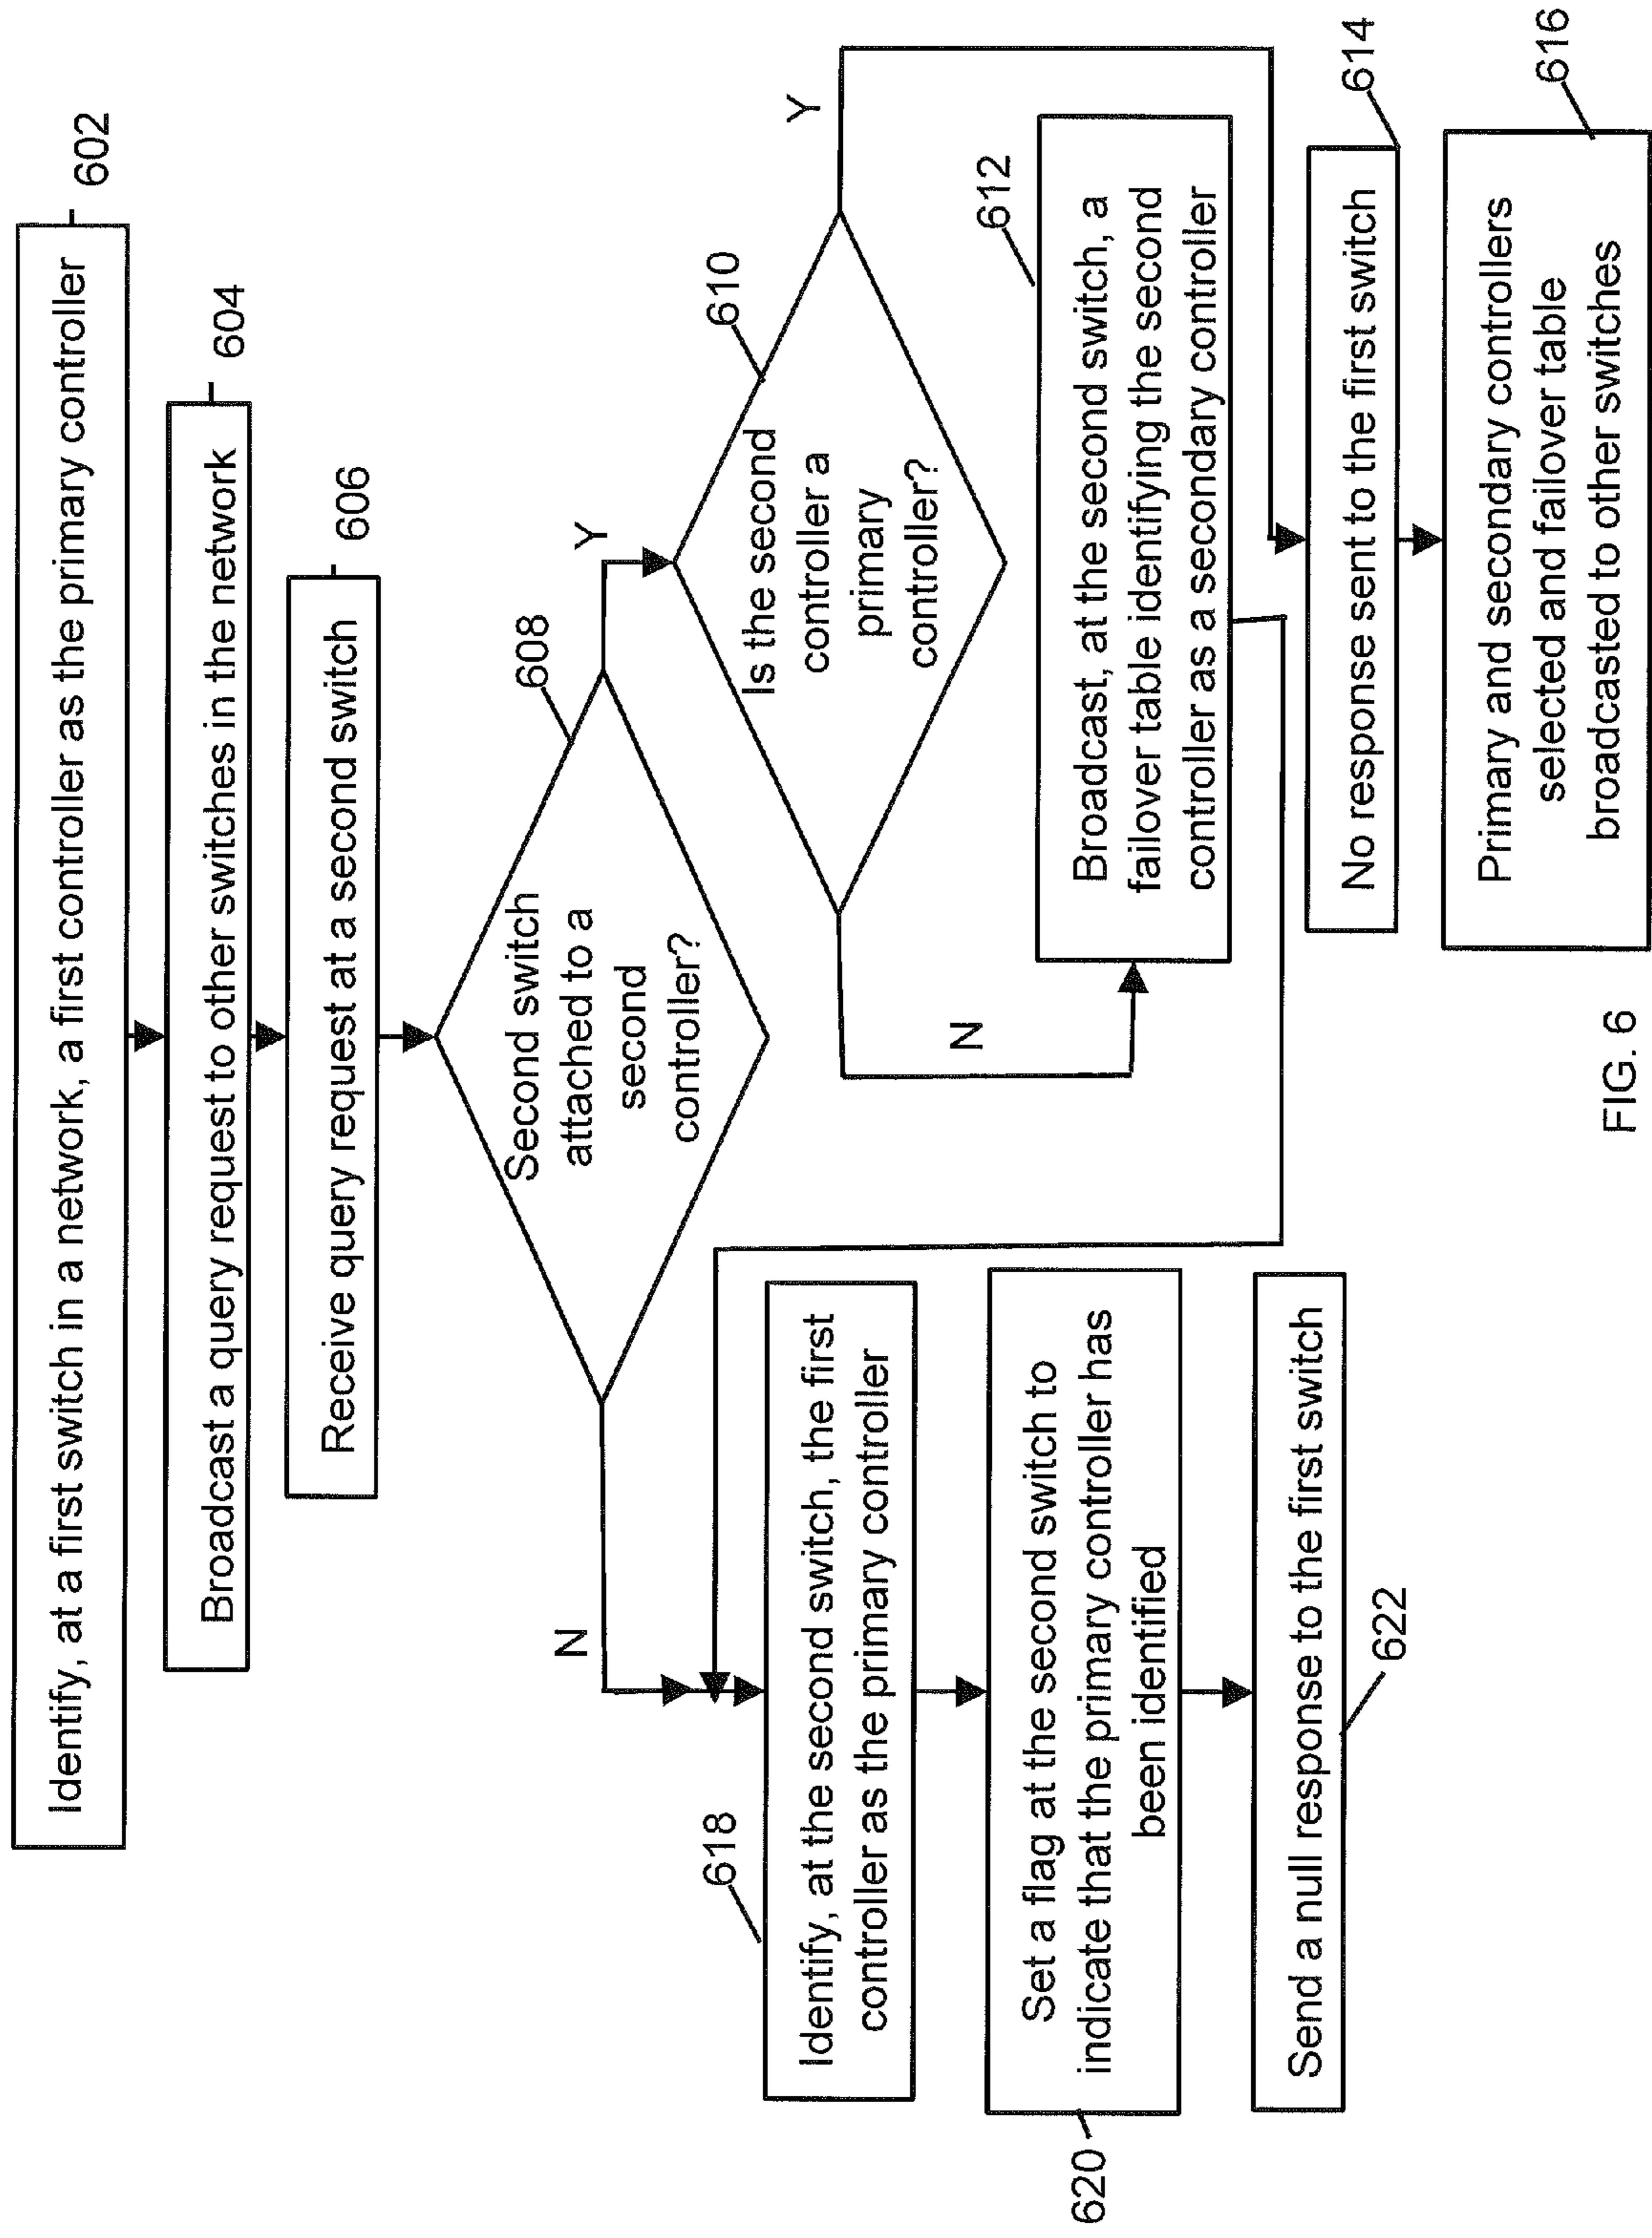 Identify, at a first switch in a network, a first controller as the primary controller
602
Broadcast a query request to other switches in the network
604
Receive query request at a second switch
606
608
Second switch
attached to a
second
controller?
N
Y
610
Is the second
controller a
primary
controller?
N
Y
612
Broadcast, at the second switch, a
failover table identifying the second
controller as a secondary controller
614
No response sent to the first switch
616
Primary and secondary controllers
selected and failover table
broadcasted to other switches
618
Identify, at the second switch, the first
controller as the primary controller
620
Set a flag at the second switch to
indicate that the primary controller has
been identified
Send a null response to the first switch
622
FIG. 6